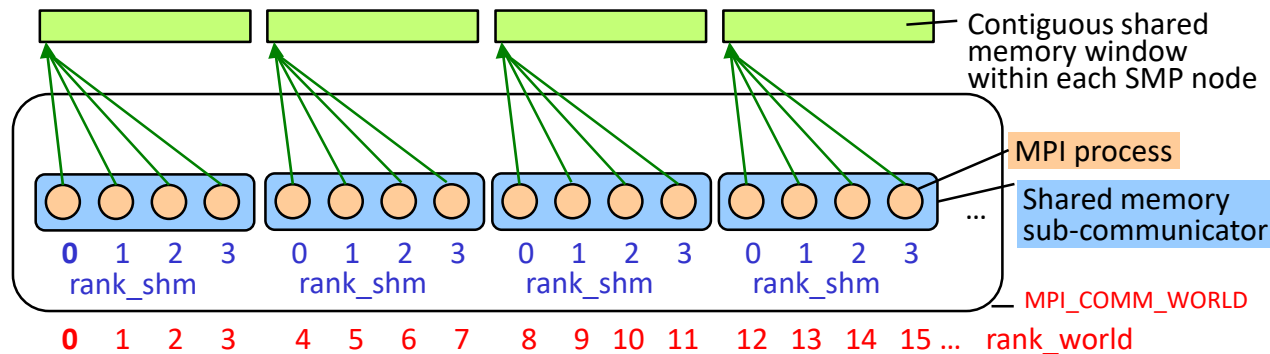 Contiguous shared
memory window
within each SMP node
MPI process
Shared memory
sub-communicator
...
0 1 2 3 0 1 2 3 0 1 2 3 0 1 2 3
rank_shm rank_shm rank_shm rank_shm
MPI_COMM_WORLD
0 1 2 3 4 5 6 7 8 9 10 11 12 13 14 15 ... rank_world